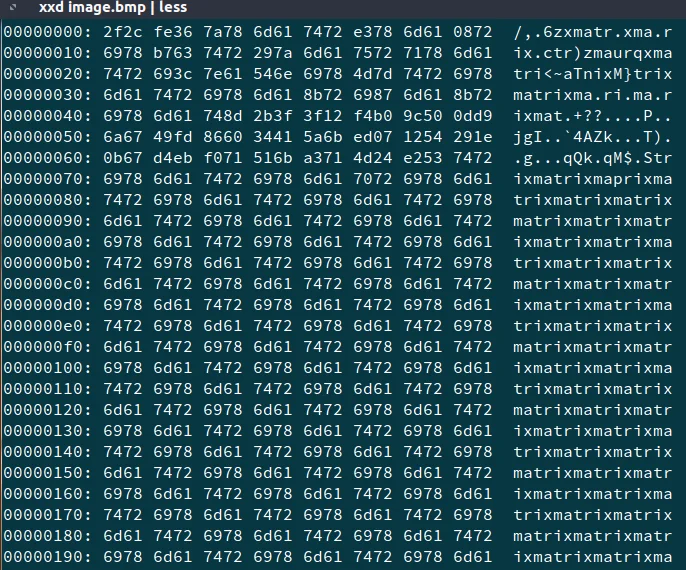 xxd image.bmp | less
00000000: 2f2c fe36 7a78 6d61 7472 e378 6d61 0872  /,.6zxmatr.xma.r
00000010: 6978 b763 7472 297a 6d61 7572 7178 6d61  ix.ctr)zmaurqxma
00000020: 7472 693c 7e61 546e 6978 4d7d 7472 6978  tri<~aTnixM}trix
00000030: 6d61 7472 6978 6d61 8b72 6987 6d61 8b72  matrixma.ri.ma.r
00000040: 6978 6d61 748d 2b3f 3f12 f4b0 9c50 0dd9  ixmat.+??....P..
00000050: 6a67 49fd 8660 3441 5a6b ed07 1254 291e  jgI..`4AZk...T).
00000060: 0b67 d4eb f071 516b a371 4d24 e253 7472  .g...qQk.qM$.Str
00000070: 6978 6d61 7472 6978 6d61 7072 6978 6d61  ixmatrixmaprixma
00000080: 7472 6978 6d61 7472 6978 6d61 7472 6978  trixmatrixmatrix
00000090: 6d61 7472 6978 6d61 7472 6978 6d61 7472  matrixmatrixmatr
000000a0: 6978 6d61 7472 6978 6d61 7472 6978 6d61  ixmatrixmatrixma
000000b0: 7472 6978 6d61 7472 6978 6d61 7472 6978  trixmatrixmatrix
000000c0: 6d61 7472 6978 6d61 7472 6978 6d61 7472  matrixmatrixmatr
000000d0: 6978 6d61 7472 6978 6d61 7472 6978 6d61  ixmatrixmatrixma
000000e0: 7472 6978 6d61 7472 6978 6d61 7472 6978  trixmatrixmatrix
000000f0: 6d61 7472 6978 6d61 7472 6978 6d61 7472  matrixmatrixmatr
00000100: 6978 6d61 7472 6978 6d61 7472 6978 6d61  ixmatrixmatrixma
00000110: 7472 6978 6d61 7472 6978 6d61 7472 6978  trixmatrixmatrix
00000120: 6d61 7472 6978 6d61 7472 6978 6d61 7472  matrixmatrixmatr
00000130: 6978 6d61 7472 6978 6d61 7472 6978 6d61  ixmatrixmatrixma
00000140: 7472 6978 6d61 7472 6978 6d61 7472 6978  trixmatrixmatrix
00000150: 6d61 7472 6978 6d61 7472 6978 6d61 7472  matrixmatrixmatr
00000160: 6978 6d61 7472 6978 6d61 7472 6978 6d61  ixmatrixmatrixma
00000170: 7472 6978 6d61 7472 6978 6d61 7472 6978  trixmatrixmatrix
00000180: 6d61 7472 6978 6d61 7472 6978 6d61 7472  matrixmatrixmatr
00000190: 6978 6d61 7472 6978 6d61 7472 6978 6d61  ixmatrixmatrixma